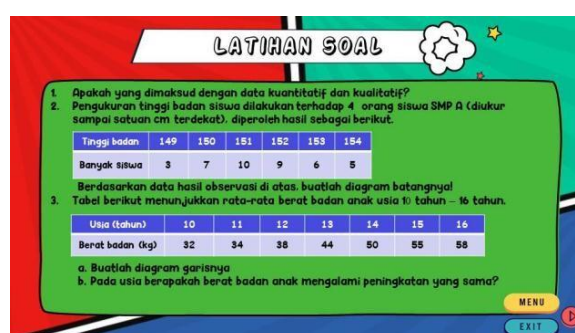 LATIHAN SOAL
1. Apakah yang dimaksud dengan data kuantitatif dan kualitatif?
2. Pengukuran tinggi badan siswa dilakukan terhadap 4 orang siswa SMP A (diukur
sampai satuan cm terdekat), diperoleh hasil sebagai berikut.
Tinggi badan 149 150 151 152 153 154
Banyak siswa 3 7 10 9 6 5
Berdasarkan data hasil observasi di atas, buatlah diagram batangnya!
3. Tabel berikut menunjukkan rata-rata berat badan anak usia 10 tahun – 16 tahun.
Usia (tahun) 10 11 12 13 14 15 16
Berat badan (kg) 32 34 38 44 50 55 58
a. Buatlah diagram garisnya
b. Pada usia berapakah berat badan anak mengalami peningkatan yang sama?
MENU
EXIT